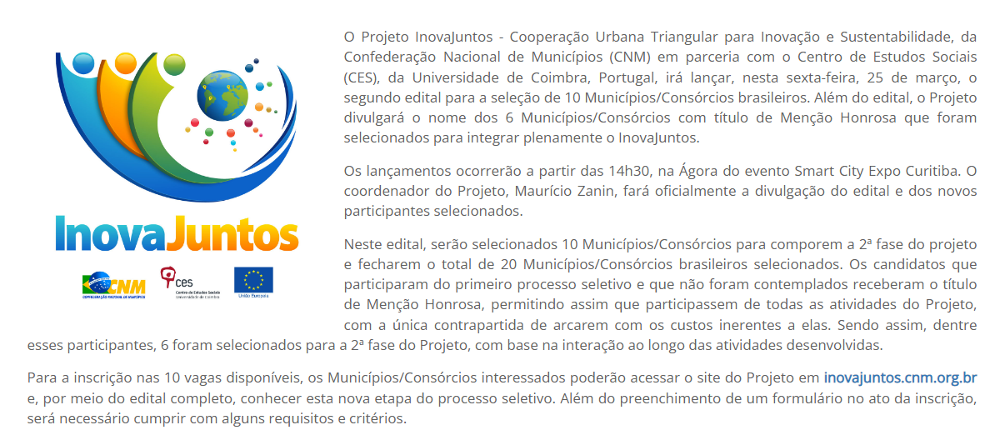 O Projeto InovaJuntos - Cooperação Urbana Triangular para Inovação e Sustentabilidade, da
Confederação Nacional de Municípios (CNM) em parceria com o Centro de Estudos Sociais
(CES), da Universidade de Coimbra, Portugal, irá lançar, nesta sexta-feira, 25 de março, o
segundo edital para a seleção de 10 Municípios/Consórcios brasileiros. Além do edital, o Projeto
divulgará o nome dos 6 Municípios/Consórcios com título de Menção Honrosa que foram
selecionados para integrar plenamente o InovaJuntos.
Os lançamentos ocorrerão a partir das 14h30, na Ágora do evento Smart City Expo Curitiba. O
coordenador do Projeto, Maurício Zanin, fará oficialmente a divulgação do edital e dos novos
participantes selecionados.
InovaJuntos
CNM
CONFEDERAÇÃO NACIONAL DE MUNICÍPIOS
ces
Centro de Estudos Sociais
Universidade de Coimbra
União Europeia
Neste edital, serão selecionados 10 Municípios/Consórcios para comporem a 2ª fase do projeto
e fecharem o total de 20 Municípios/Consórcios brasileiros selecionados. Os candidatos que
participaram do primeiro processo seletivo e que não foram contemplados receberam o título
de Menção Honrosa, permitindo assim que participassem de todas as atividades do Projeto,
com a única contrapartida de arcarem com os custos inerentes a elas. Sendo assim, dentre
esses participantes, 6 foram selecionados para a 2ª fase do Projeto, com base na interação ao longo das atividades desenvolvidas.
Para a inscrição nas 10 vagas disponíveis, os Municípios/Consórcios interessados poderão acessar o site do Projeto em inovajuntos.cnm.org.br
e, por meio do edital completo, conhecer esta nova etapa do processo seletivo. Além do preenchimento de um formulário no ato da inscrição,
será necessário cumprir com alguns requisitos e critérios.